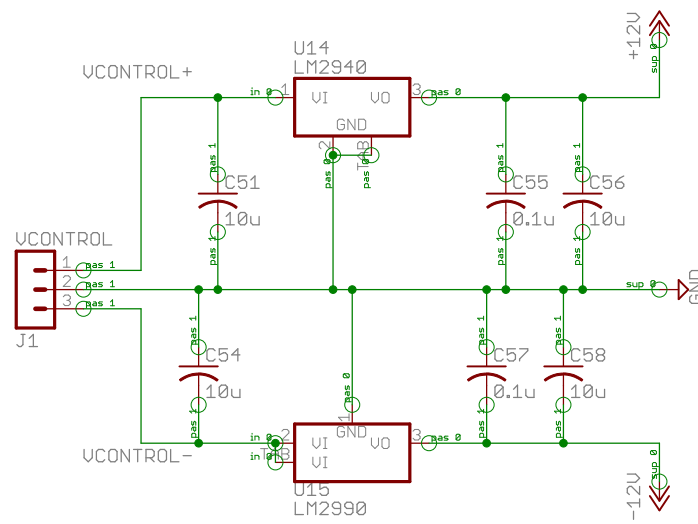 U14
LM2940
VCONTROL+
+12V
sup 0
in 0
1
VI
VO
3
pas 0
GND
2
TAB
pas 0
pas 0
pas 1
C51
10u
pas 1
pas 1
C55
0.1u
pas 1
pas 1
C56
10u
pas 1
VCONTROL
1
pas 1
2
pas 1
3
pas 1
J1
sup 0
GND
pas 1
C54
10u
pas 1
pas 0
1
pas 1
C57
0.1u
pas 1
pas 1
C58
10u
pas 1
GND
in 0
2
VI
VO
3
pas 0
in 0
TAB
VI
VCONTROL-
U15
LM2990
sup 0
-12V